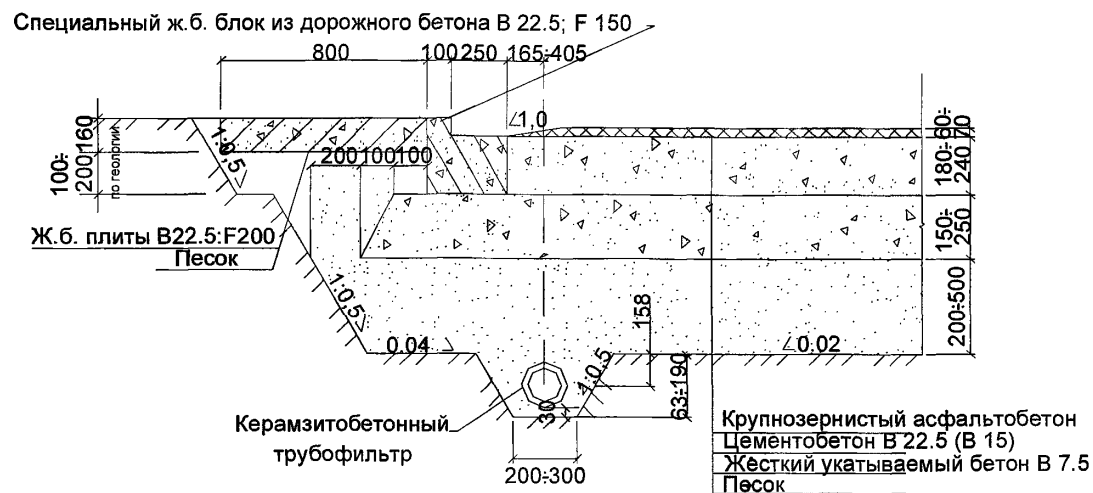 Специальный ж.б. блок из дорожного бетона В 22.5; F 150
800
100
250
165÷405
∠1,0
160
100÷
200
по геологии
1:0,5
200
100
100
60÷
70
180÷
240
150÷
250
200÷500
Ж.б. плиты В22.5:F200
Песок
1:0,5
0.04
158
∠0.02
1:0.5
63÷190
30
Керамзитобетонный
трубофильтр
200÷300
Крупнозернистый асфальтобетон
Цементобетон В 22.5 (В 15)
Жесткий укатываемый бетон В 7.5
Песок